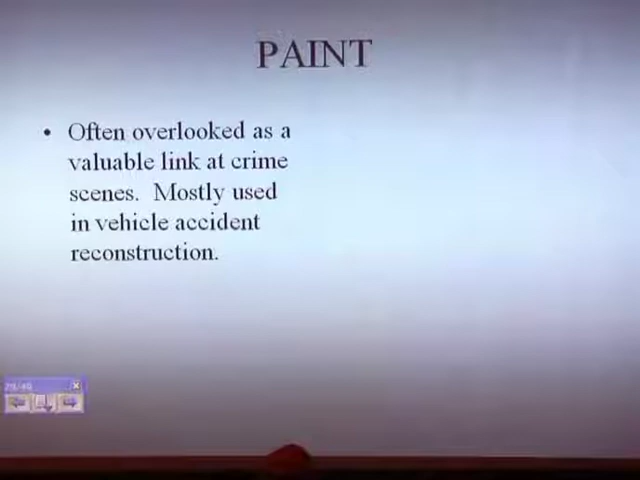 PAINT
• Often overlooked as a
valuable link at crime
scenes.  Mostly used
in vehicle accident
reconstruction.